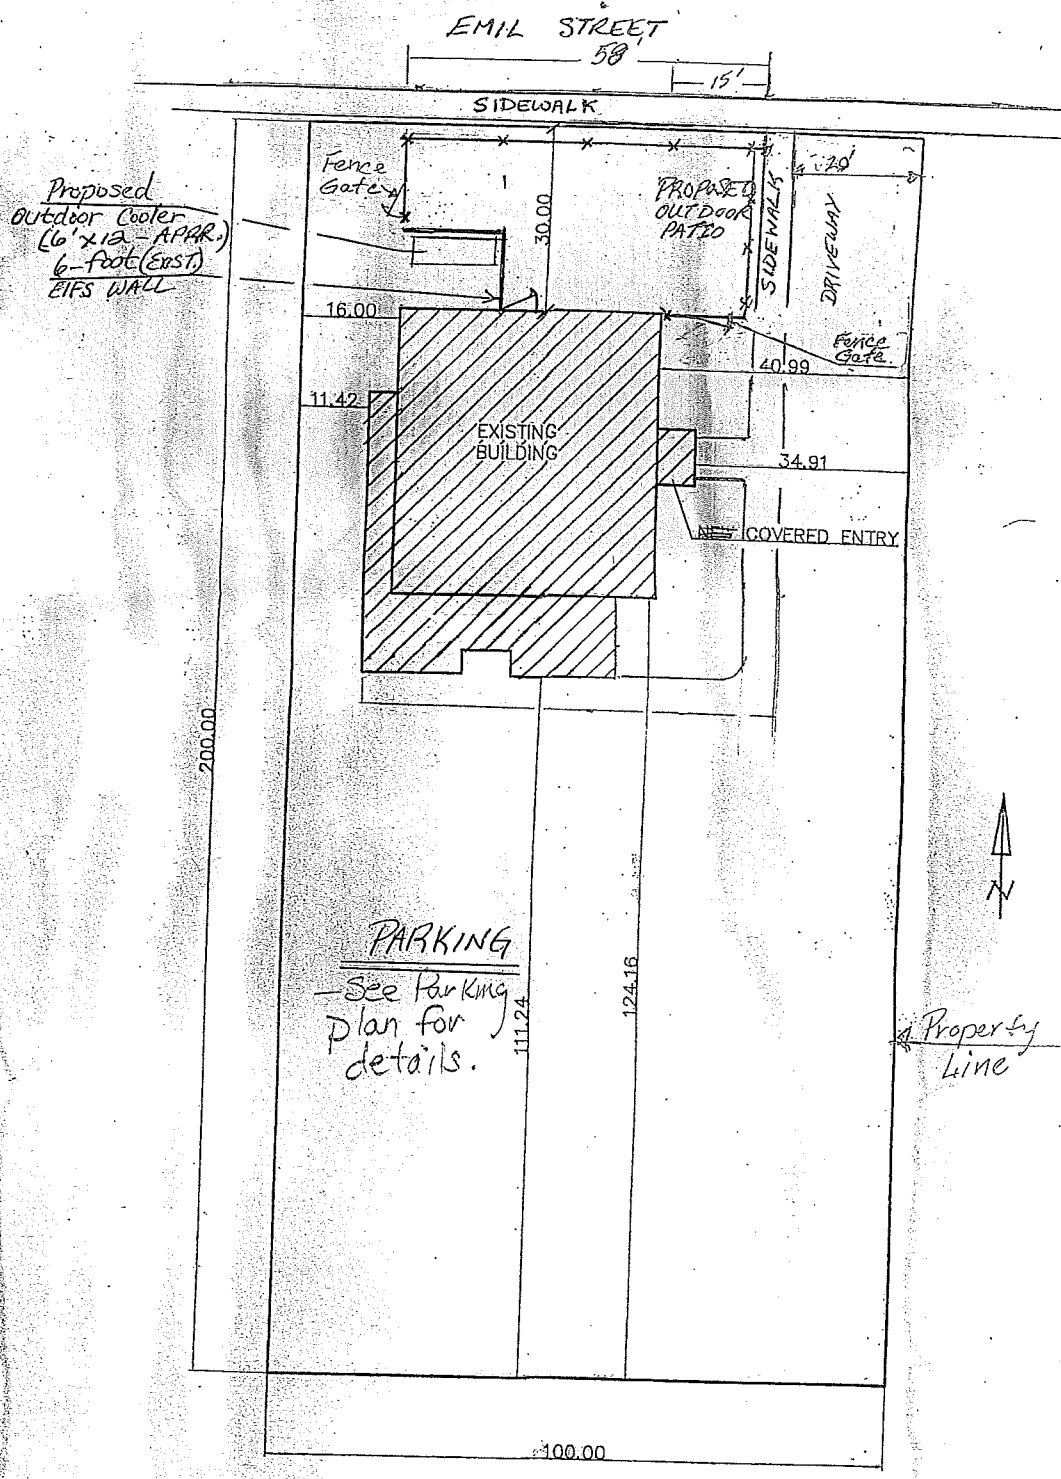 EMIL STREET
58'
15'
SIDEWALK
Fence
Gate
Proposed
Outdoor Cooler
(6'x12 - APPR.)
6-foot (EXST.)
EIFS WALL
30.00
PROPOSED
OUTDOOR
PATIO
SIDEWALK
20'
DRIVEWAY
16.00
Fence
Gate
40.99
11.42
EXISTING
BUILDING
34.91
NEW COVERED ENTRY
200.00
N
PARKING
- See Parking
plan for
details.
111.24
124.16
Property
Line
100.00